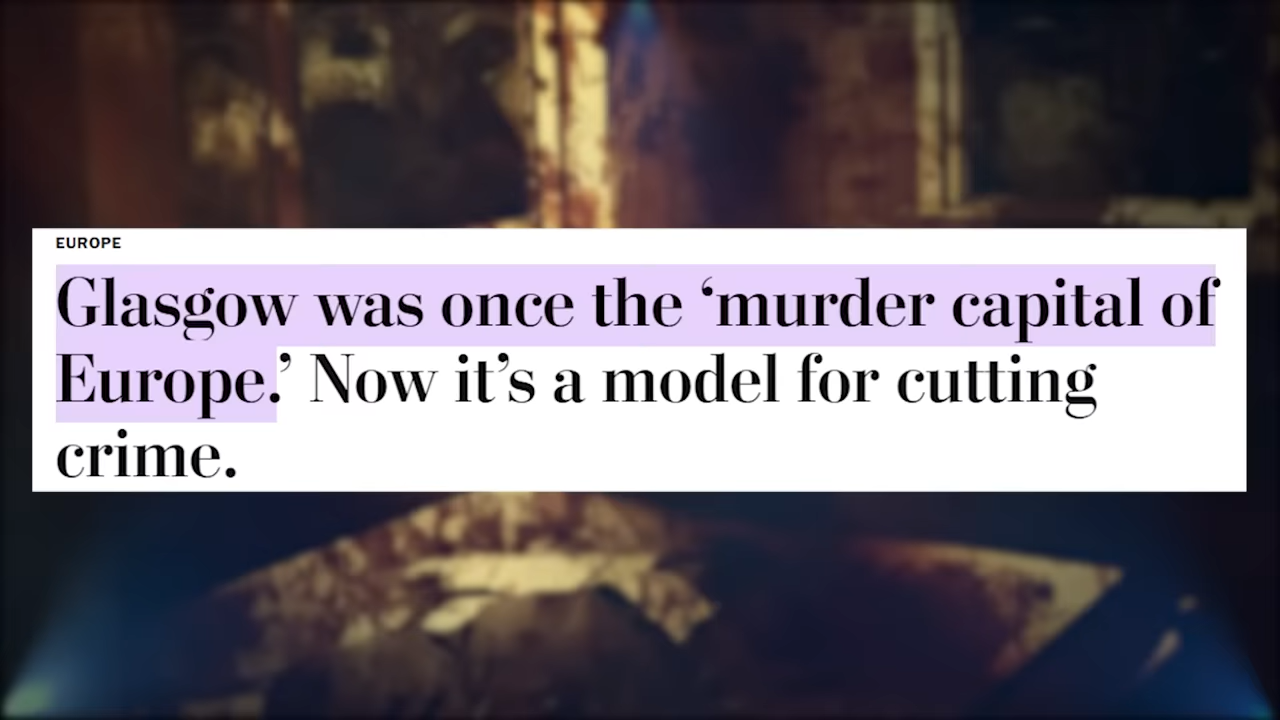 EUROPE
Glasgow was once the ‘murder capital of
Europe.’ Now it’s a model for cutting
crime.